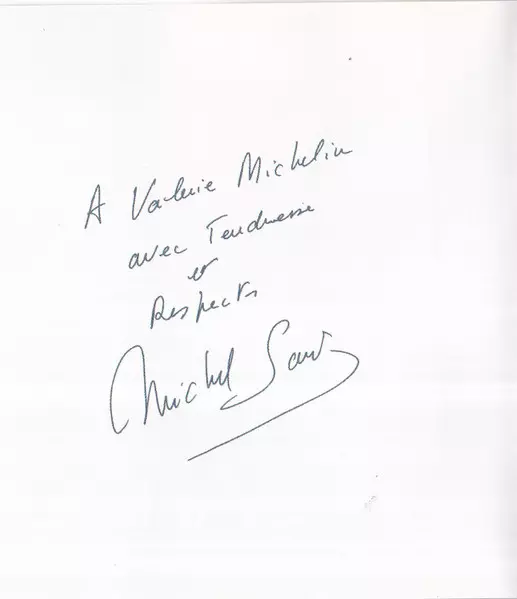 A Valerie Michelin
avec Tendresse
et
Respects
Michel